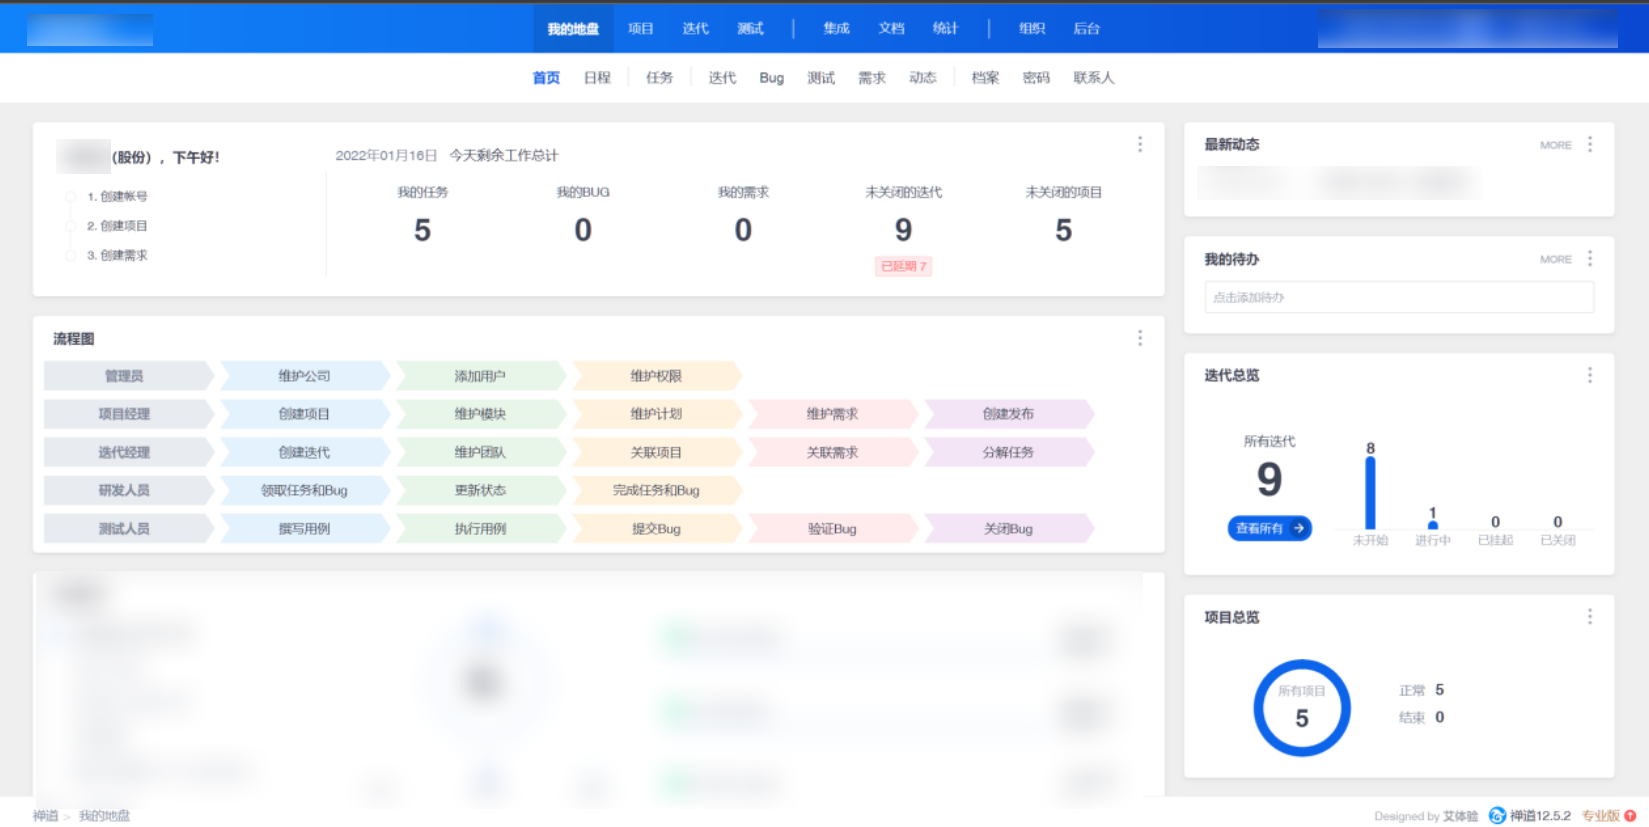 我的地盘 项目 迭代 测试 | 集成 文档 统计 | 组织 后台
首页 日程 任务 迭代 Bug 测试 需求 动态 档案 密码 联系人
(股份)，下午好!
1. 创建帐号
2. 创建项目
3. 创建需求
2022年01月16日 今天剩余工作总计
我的任务 我的BUG 我的需求 未关闭的迭代 未关闭的项目
5 0 0 9 5
已延期 7
流程图
管理员 维护公司 添加用户 维护权限
项目经理 创建项目 维护模块 维护计划 维护需求 创建发布
迭代经理 创建迭代 维护团队 关联项目 关联需求 分解任务
研发人员 领取任务和Bug 更新状态 完成任务和Bug
测试人员 撰写用例 执行用例 提交Bug 验证Bug 关闭Bug
最新动态 MORE
我的待办 MORE
点击添加待办
迭代总览
所有迭代
9
查看所有
8 1 0 0
未开始 进行中 已挂起 已关闭
项目总览
所有项目
5
正常 5
结束 0
禅道 > 我的地盘
Designed by 艾体验 禅道12.5.2 专业版